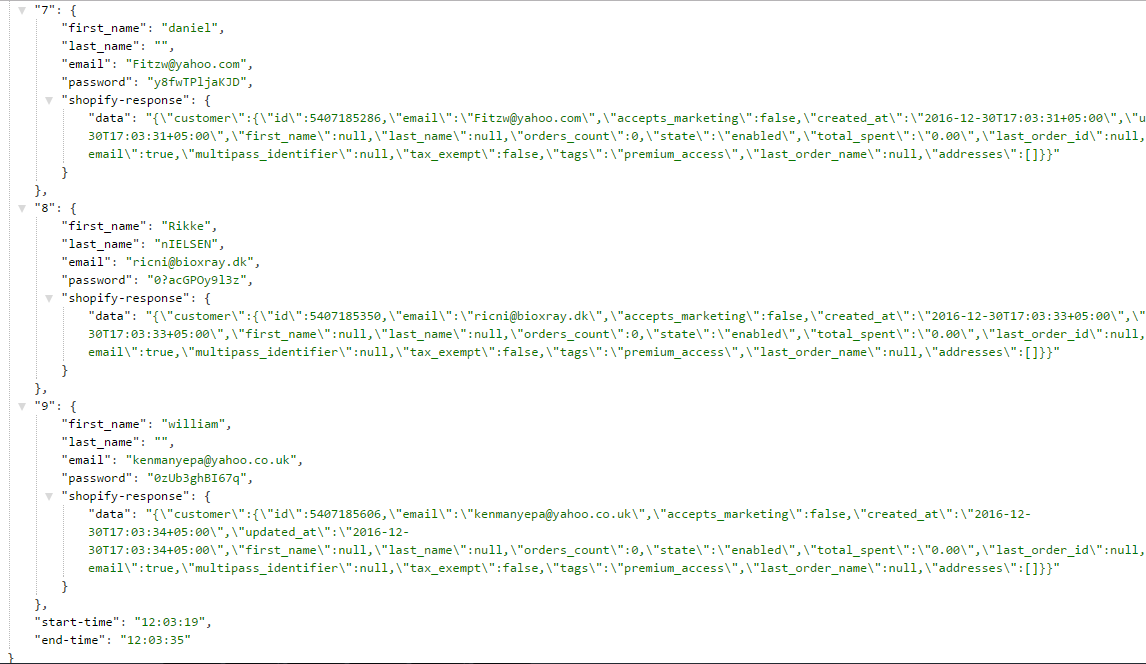 "7": {
"first_name": "daniel",
"last_name": "",
"email": "Fitzw@yahoo.com",
"password": "y8fwTPljaKJD",
"shopify-response": {
"data": "{\"customer\":{\"id\":5407185286,\"email\":\"Fitzw@yahoo.com\",\"accepts_marketing\":false,\"created_at\":\"2016-12-30T17:03:31+05:00\",\"u
30T17:03:31+05:00\",\"first_name\":null,\"last_name\":null,\"orders_count\":0,\"state\":\"enabled\",\"total_spent\":\"0.00\",\"last_order_id\":null,
email\":true,\"multipass_identifier\":null,\"tax_exempt\":false,\"tags\":\"premium_access\",\"last_order_name\":null,\"addresses\":[]}}"
}
},
"8": {
"first_name": "Rikke",
"last_name": "nIELSEN",
"email": "ricni@bioxray.dk",
"password": "0?acGPOy9l3z",
"shopify-response": {
"data": "{\"customer\":{\"id\":5407185350,\"email\":\"ricni@bioxray.dk\",\"accepts_marketing\":false,\"created_at\":\"2016-12-30T17:03:33+05:00\",\"
30T17:03:33+05:00\",\"first_name\":null,\"last_name\":null,\"orders_count\":0,\"state\":\"enabled\",\"total_spent\":\"0.00\",\"last_order_id\":null,
email\":true,\"multipass_identifier\":null,\"tax_exempt\":false,\"tags\":\"premium_access\",\"last_order_name\":null,\"addresses\":[]}}"
}
},
"9": {
"first_name": "william",
"last_name": "",
"email": "kenmanyepa@yahoo.co.uk",
"password": "0zUb3ghBI67q",
"shopify-response": {
"data": "{\"customer\":{\"id\":5407185606,\"email\":\"kenmanyepa@yahoo.co.uk\",\"accepts_marketing\":false,\"created_at\":\"2016-12-
30T17:03:34+05:00\",\"updated_at\":\"2016-12-
30T17:03:34+05:00\",\"first_name\":null,\"last_name\":null,\"orders_count\":0,\"state\":\"enabled\",\"total_spent\":\"0.00\",\"last_order_id\":null,
email\":true,\"multipass_identifier\":null,\"tax_exempt\":false,\"tags\":\"premium_access\",\"last_order_name\":null,\"addresses\":[]}}"
}
},
"start-time": "12:03:19",
"end-time": "12:03:35"
}